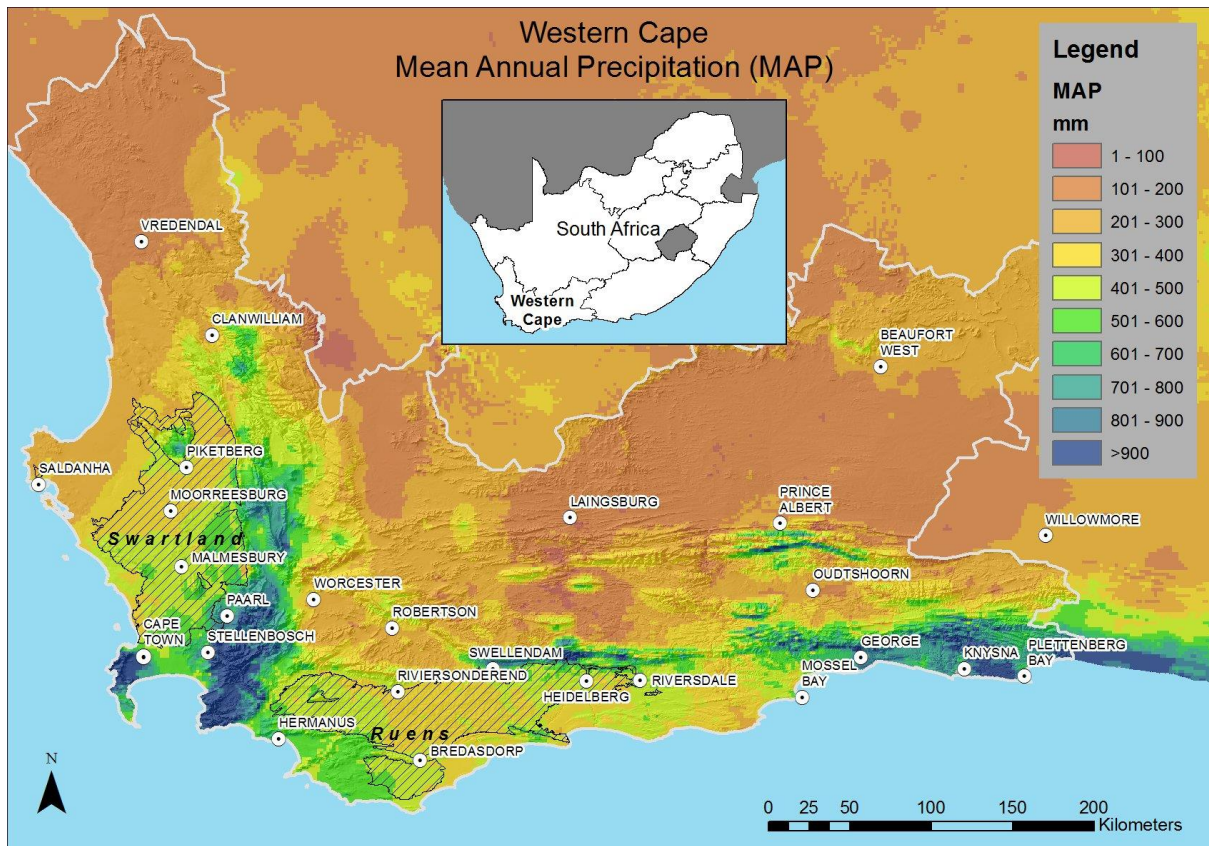 Western Cape
Mean Annual Precipitation (MAP)
Legend
MAP
mm
1 - 100
101 - 200
201 - 300
301 - 400
401 - 500
501 - 600
601 - 700
701 - 800
801 - 900
>900
South Africa
Western
Cape
VREDENDAL
CLANWILLIAM
BEAUFORT
WEST
PIKETBERG
SALDANHA
MOORREESBURG
LAINGSBURG
PRINCE
ALBERT
WILLOWMORE
Swartland
MALMESBURY
WORCESTER
OUDTSHOORN
PAARL
ROBERTSON
CAPE
TOWN
STELLENBOSCH
SWELLENDAM
GEORGE
KNYSNA
PLETTENBERG
BAY
RIVIERSONDEREND
HEIDELBERG
RIVERSDALE
MOSSEL
BAY
HERMANUS
Ruens
BREDASDORP
N
0 25 50 100 150 200
Kilometers